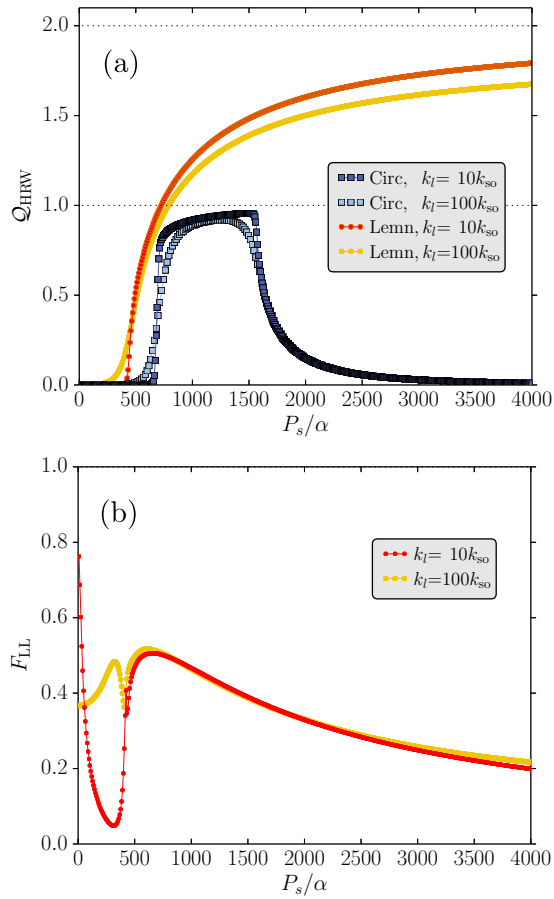 2.0
(a)
1.5
Circ, k_l= 10k_so
Circ, k_l=100k_so
Lemn, k_l= 10k_so
Lemn, k_l=100k_so
1.0
0.5
0.0
Q_HRW
0 500 1000 1500 2000 2500 3000 3500 4000
P_s/α
1.0
(b)
k_l= 10k_so
k_l=100k_so
0.8
0.6
0.4
0.2
0.0
F_LL
0 500 1000 1500 2000 2500 3000 3500 4000
P_s/α